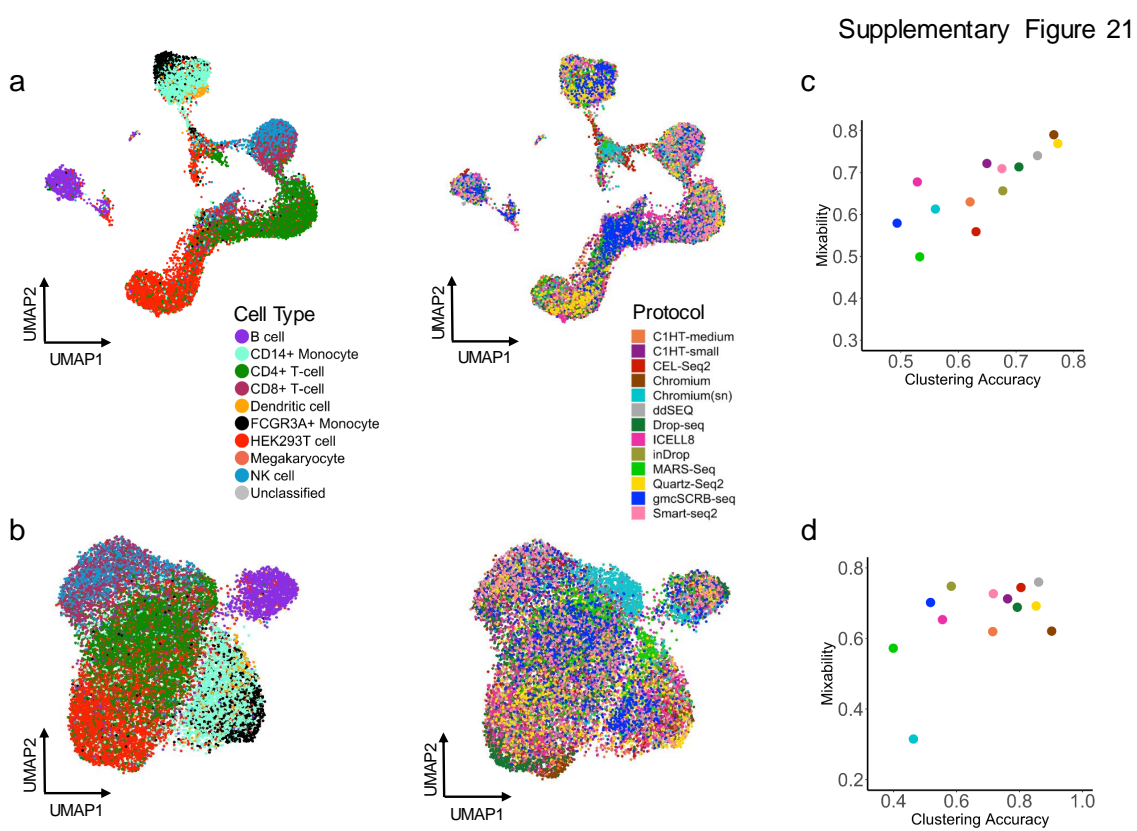 Supplementary Figure 21
a
UMAP2
UMAP1
Cell Type
B cell
CD14+ Monocyte
CD4+ T-cell
CD8+ T-cell
Dendritic cell
FCGR3A+ Monocyte
HEK293T cell
Megakaryocyte
NK cell
Unclassified
UMAP2
UMAP1
Protocol
C1HT-medium
C1HT-small
CEL-Seq2
Chromium
Chromium(sn)
ddSEQ
Drop-seq
ICELL8
inDrop
MARS-Seq
Quartz-Seq2
gmcSCRB-seq
Smart-seq2
c
Mixability
0.8
0.7
0.6
0.5
0.4
0.3
0.5 0.6 0.7 0.8
Clustering Accuracy
b
UMAP2
UMAP1
UMAP2
UMAP1
d
Mixability
0.8
0.6
0.4
0.2
0.4 0.6 0.8 1.0
Clustering Accuracy